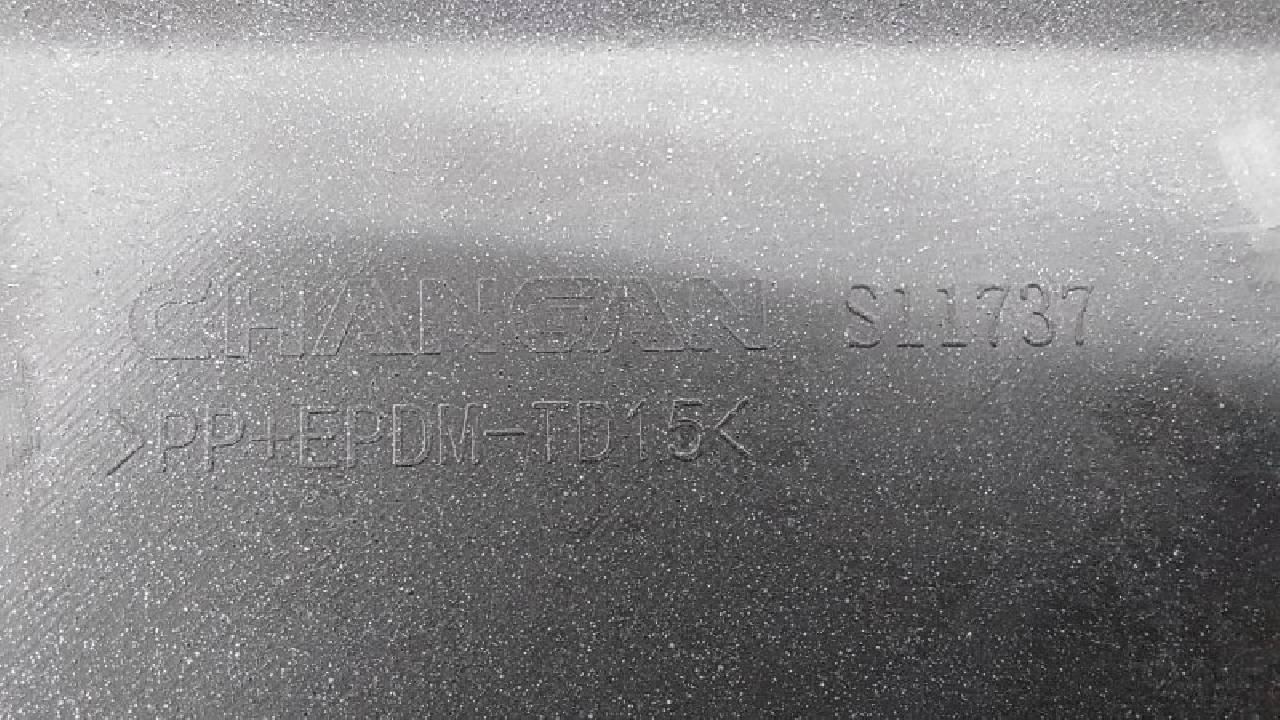 CHANGAN S11737
>PP+EPDM-TD15<